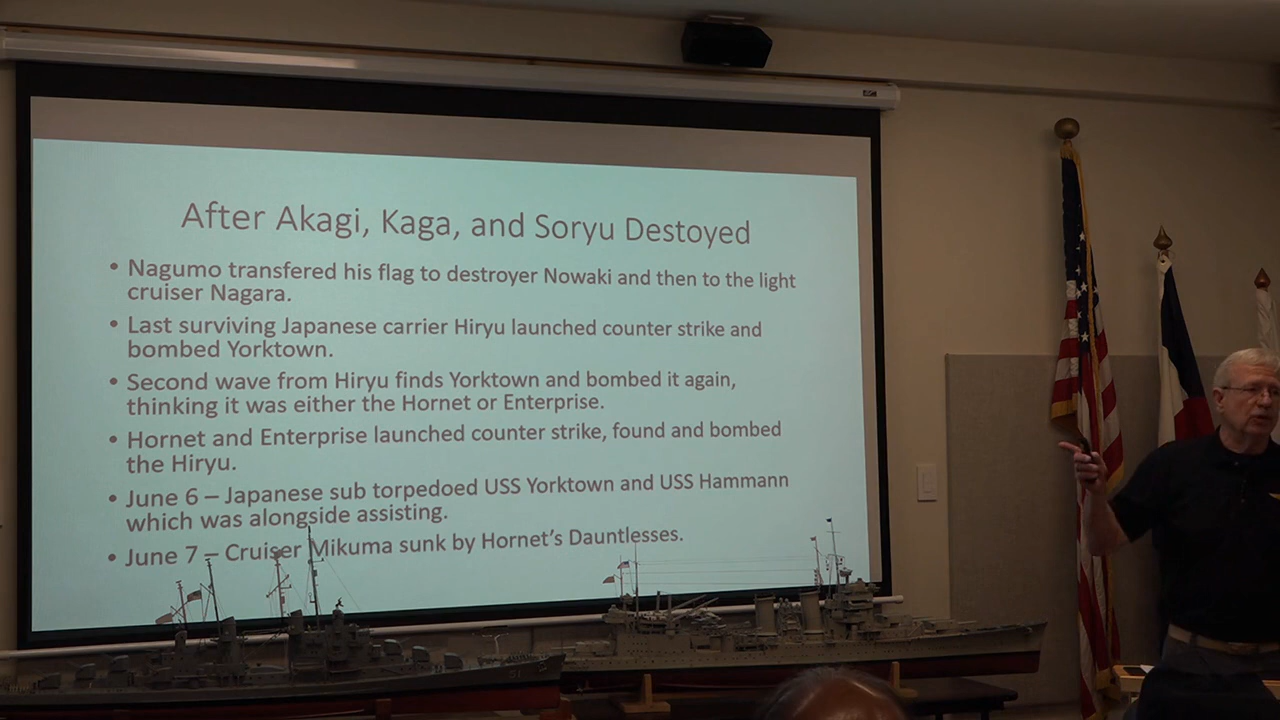 After Akagi, Kaga, and Soryu Destoyed
• Nagumo transfered his flag to destroyer Nowaki and then to the light
cruiser Nagara.
• Last surviving Japanese carrier Hiryu launched counter strike and
bombed Yorktown.
• Second wave from Hiryu finds Yorktown and bombed it again,
thinking it was either the Hornet or Enterprise.
• Hornet and Enterprise launched counter strike, found and bombed
the Hiryu.
• June 6 – Japanese sub torpedoed USS Yorktown and USS Hammann
which was alongside assisting.
• June 7 – Cruiser Mikuma sunk by Hornet's Dauntlesses.